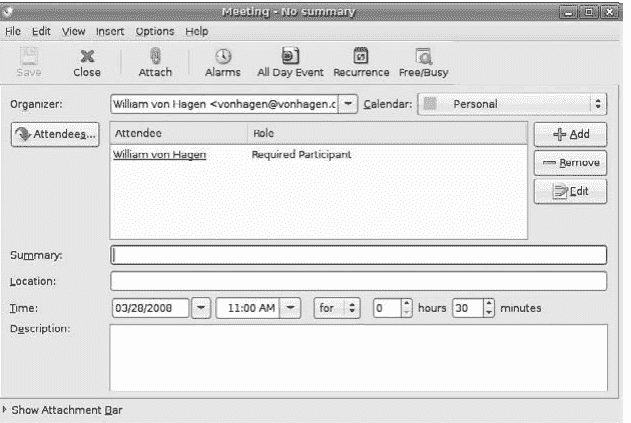 Meeting - No summary
File Edit View Insert Options Help
Save Close Attach Alarms All Day Event Recurrence Free/Busy
Organizer: William von Hagen <vonhagen@vonhagen.c Calendar: Personal
Attendees... Attendee Role Add
William von Hagen Required Participant Remove
Edit
Summary:
Location:
Time: 03/28/2008 11:00 AM for 0 hours 30 minutes
Description:
Show Attachment Bar